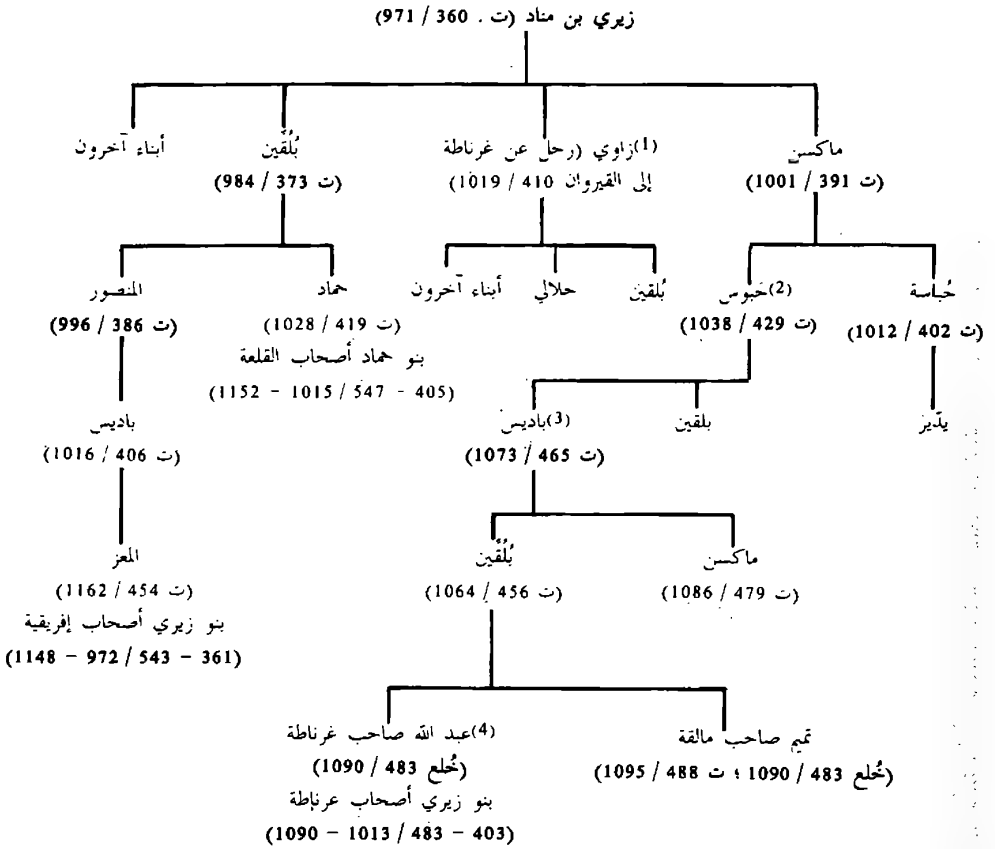 زيري بن مناد (ت . 360 / 971)
ماكسن
(ت 391 / 1001)
(1)زاوي (رحل عن غرناطة
إلى القيروان 410 / 1019)
بُلُقّين
(ت 373 / 984)
أبناء آخرون
حُباسة
(ت 402 / 1012)
(2)حَبوس
(ت 429 / 1038)
بُلقين
حلالي
أبناء آخرون
حماد
(ت 419 / 1028)
بنو حماد أصحاب القلعة
(405 - 547 / 1015 - 1152)
المنصور
(ت 386 / 996)
يدّير
بلقين
(3)باديس
(ت 465 / 1073)
باديس
(ت 406 / 1016)
ماكسن
(ت 479 / 1086)
بُلُقّين
(ت 456 / 1064)
المعز
(ت 454 / 1162)
بنو زيري أصحاب إفريقية
(361 - 543 / 972 - 1148)
تميم صاحب مالقة
(خُلع 483 / 1090 ؛ ت 488 / 1095)
(4)عبد الله صاحب غرناطة
(خُلع 483 / 1090)
بنو زيري أصحاب غرناطة
(403 - 483 / 1013 - 1090)